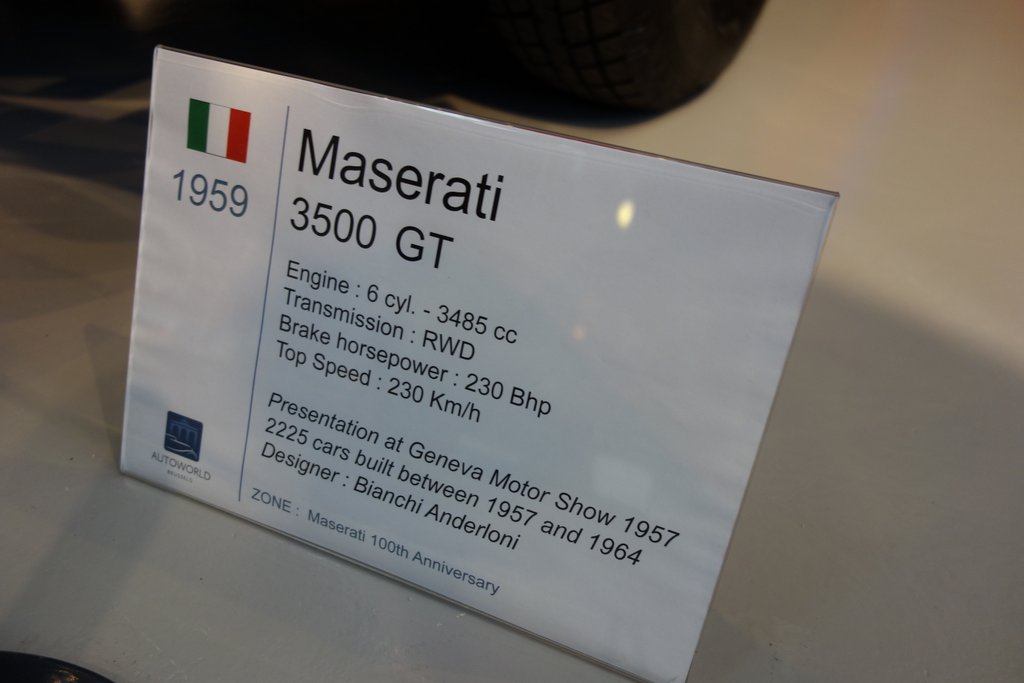 1959
Maserati
3500 GT
Engine : 6 cyl. - 3485 cc
Transmission : RWD
Brake horsepower : 230 Bhp
Top Speed : 230 Km/h
Presentation at Geneva Motor Show 1957
2225 cars built between 1957 and 1964
Designer : Bianchi Anderloni
AUTOWORLD
BRUSSELS
ZONE : Maserati 100th Anniversary